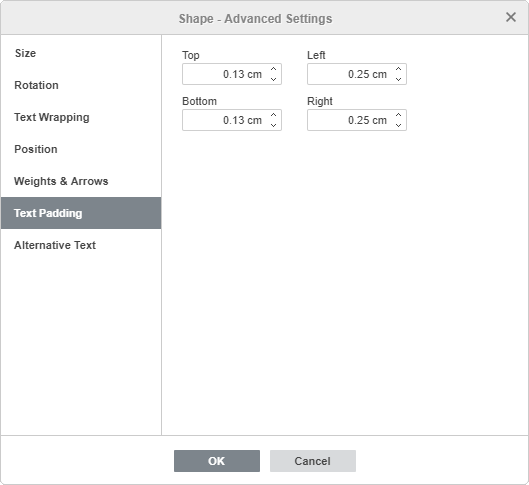 Shape - Advanced Settings
Size
Rotation
Text Wrapping
Position
Weights & Arrows
Text Padding
Alternative Text
Top Left
0.13 cm 0.25 cm
Bottom Right
0.13 cm 0.25 cm
OK Cancel